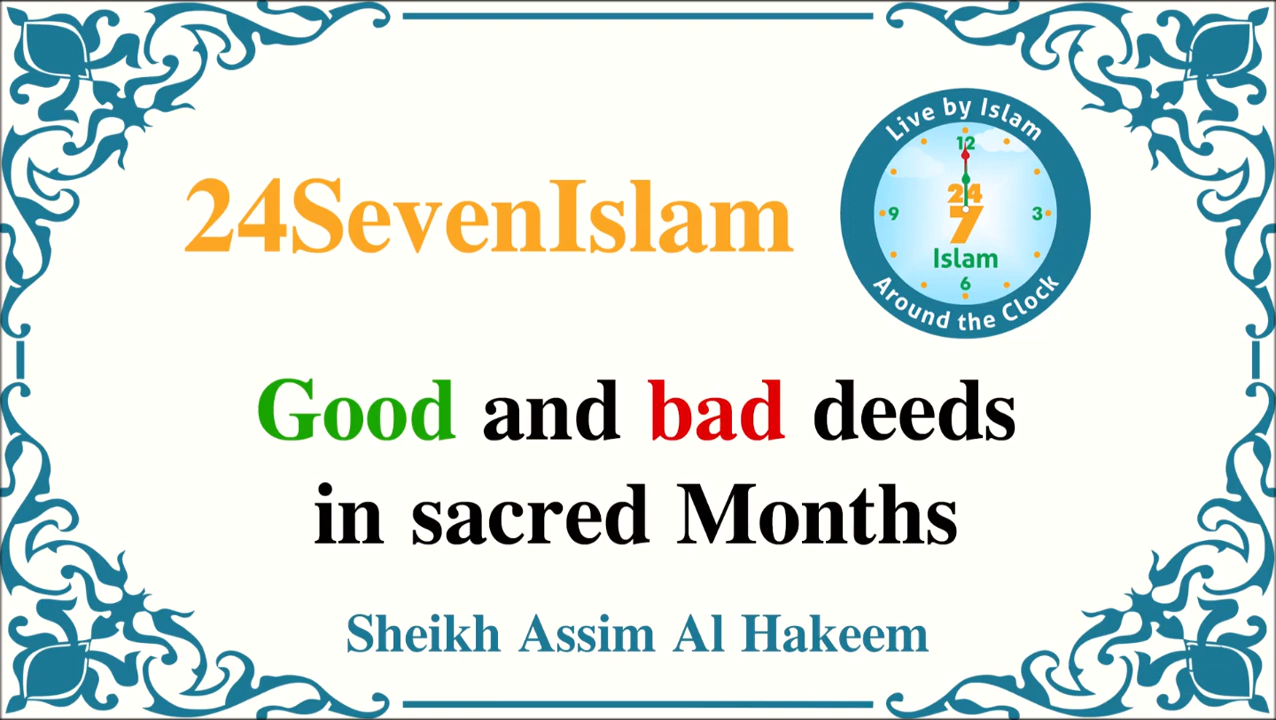 24SevenIslam
Live by Islam
12
24
7
9
3
Islam
6
Around the Clock
Good and bad deeds
in sacred Months
Sheikh Assim Al Hakeem